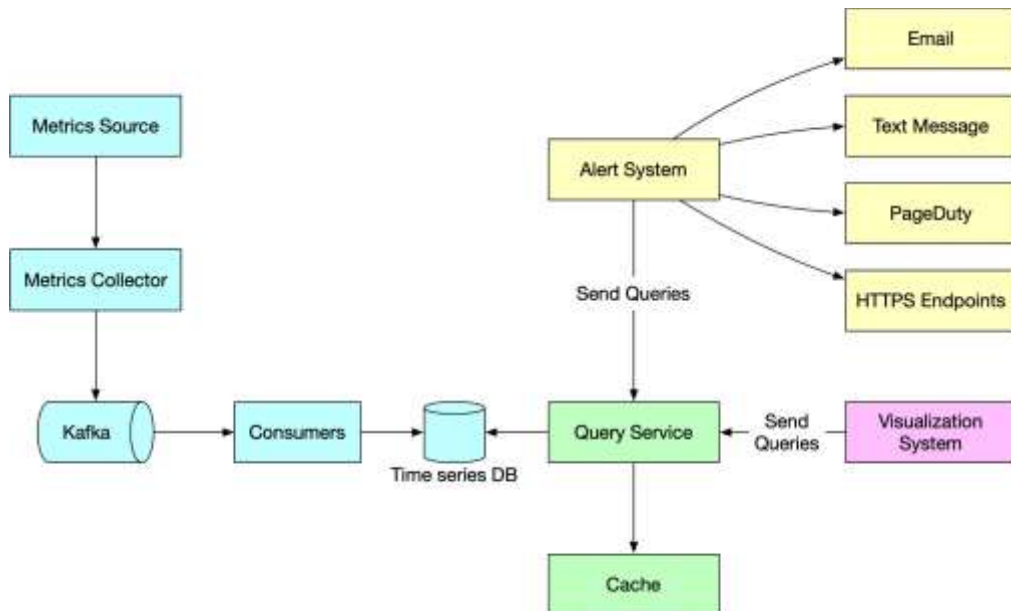 Email
Metrics Source
Text Message
Alert System
PageDuty
Metrics Collector
Send Queries
HTTPS Endpoints
Kafka
Consumers
Time series DB
Query Service
Send
Queries
Visualization
System
Cache